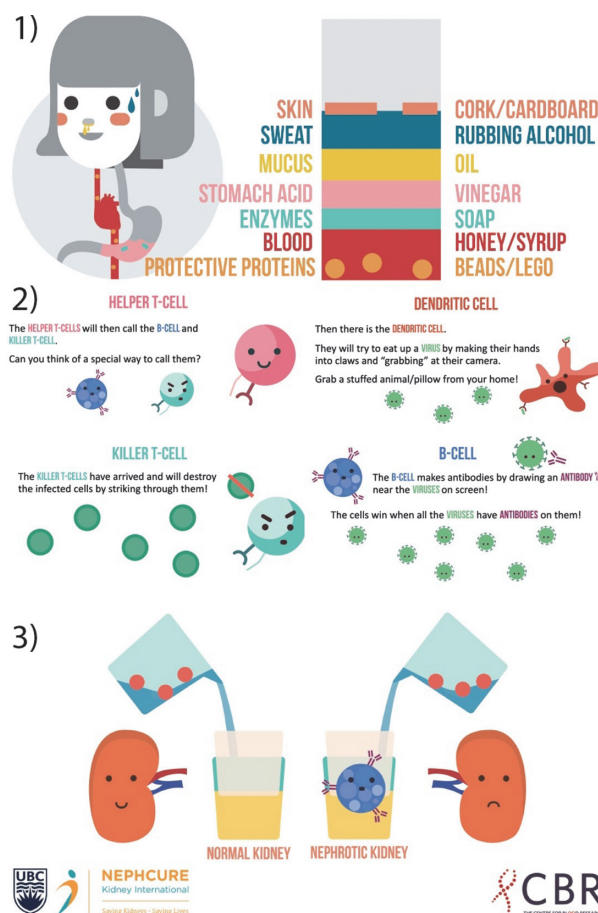 1)
SKIN
SWEAT
MUCUS
STOMACH ACID
ENZYMES
BLOOD
PROTECTIVE PROTEINS
CORK/CARDBOARD
RUBBING ALCOHOL
OIL
VINEGAR
SOAP
HONEY/SYRUP
BEADS/LEGO
2)
HELPER T-CELL
The HELPER T-CELLS will then call the B-CELL and
KILLER T-CELL.
Can you think of a special way to call them?
DENDRITIC CELL
Then there is the DENDRITIC CELL.
They will try to eat up a VIRUS by making their hands
into claws and “grabbing” at their camera.
Grab a stuffed animal/pillow from your home!
KILLER T-CELL
The KILLER T-CELLS have arrived and will destroy
the infected cells by striking through them!
B-CELL
The B-CELL makes antibodies by drawing an ANTIBODY
near the VIRUSES on screen!
The cells win when all the VIRUSES have ANTIBODIES on them!
3)
NORMAL KIDNEY
NEPHROTIC KIDNEY
UBC
NEPHCURE
Kidney International
Saving Kidneys · Saving Lives
CBR
THE CENTRE FOR BLOOD RESEARCH